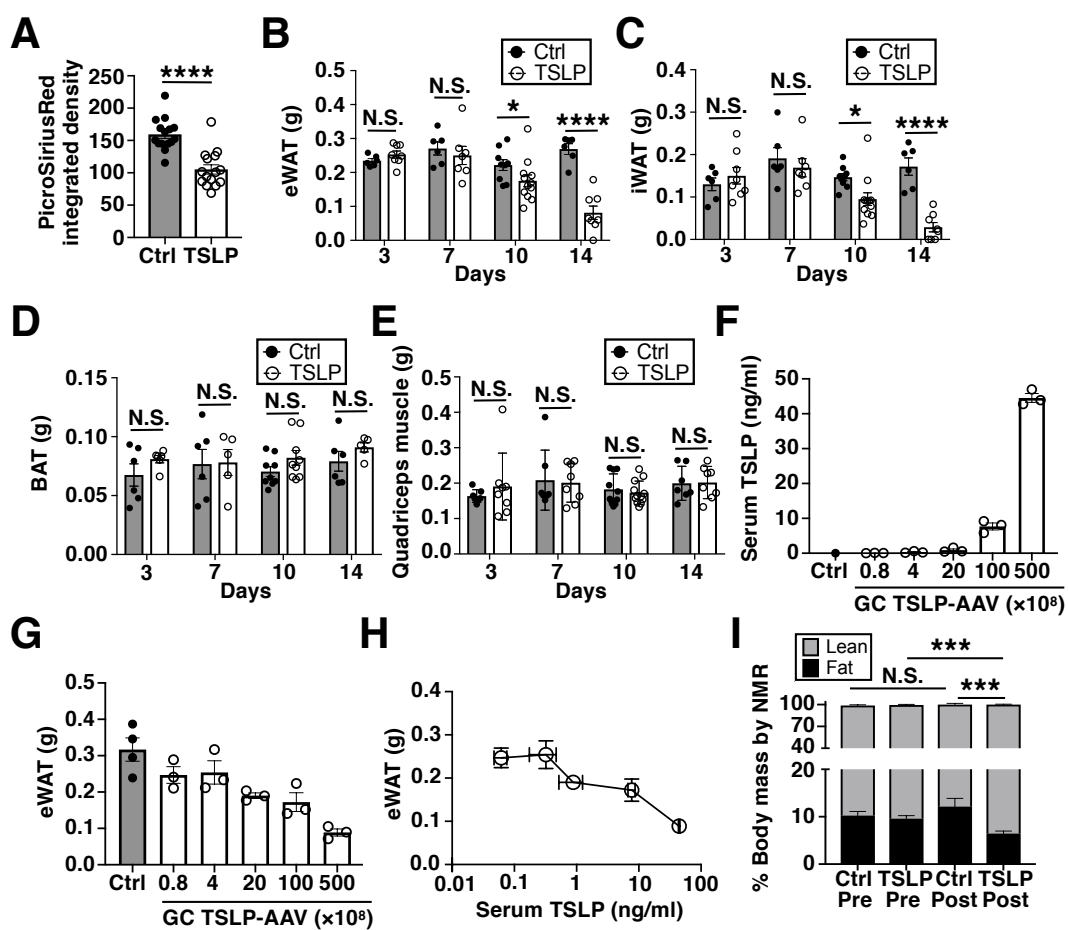 A
PicroSiriusRed
integrated density
250
200
150
100
50
0
****
Ctrl TSLP
B
Ctrl
TSLP
eWAT (g)
0.5
0.4
0.3
0.2
0.1
0.0
N.S.
N.S.
*
****
3 7 10 14
Days
C
Ctrl
TSLP
iWAT (g)
0.4
0.3
0.2
0.1
0.0
N.S.
N.S.
*
****
3 7 10 14
Days
D
Ctrl
TSLP
BAT (g)
0.15
0.10
0.05
0.00
N.S.
N.S.
N.S.
N.S.
3 7 10 14
Days
E
Ctrl
TSLP
Quadriceps muscle (g)
0.5
0.4
0.3
0.2
0.1
0.0
N.S.
N.S.
N.S.
N.S.
3 7 10 14
Days
F
Serum TSLP (ng/ml)
50
40
30
20
10
0
Ctrl 0.8 4 20 100 500
GC TSLP-AAV (×10⁸)
G
eWAT (g)
0.5
0.4
0.3
0.2
0.1
0.0
Ctrl 0.8 4 20 100 500
GC TSLP-AAV (×10⁸)
H
eWAT (g)
0.4
0.3
0.2
0.1
0.0
0.01 0.1 1 10 100
Serum TSLP (ng/ml)
I
Lean
Fat
% Body mass by NMR
***
N.S.
***
100
70
40
20
10
0
Ctrl TSLP Ctrl TSLP
Pre Pre Post Post